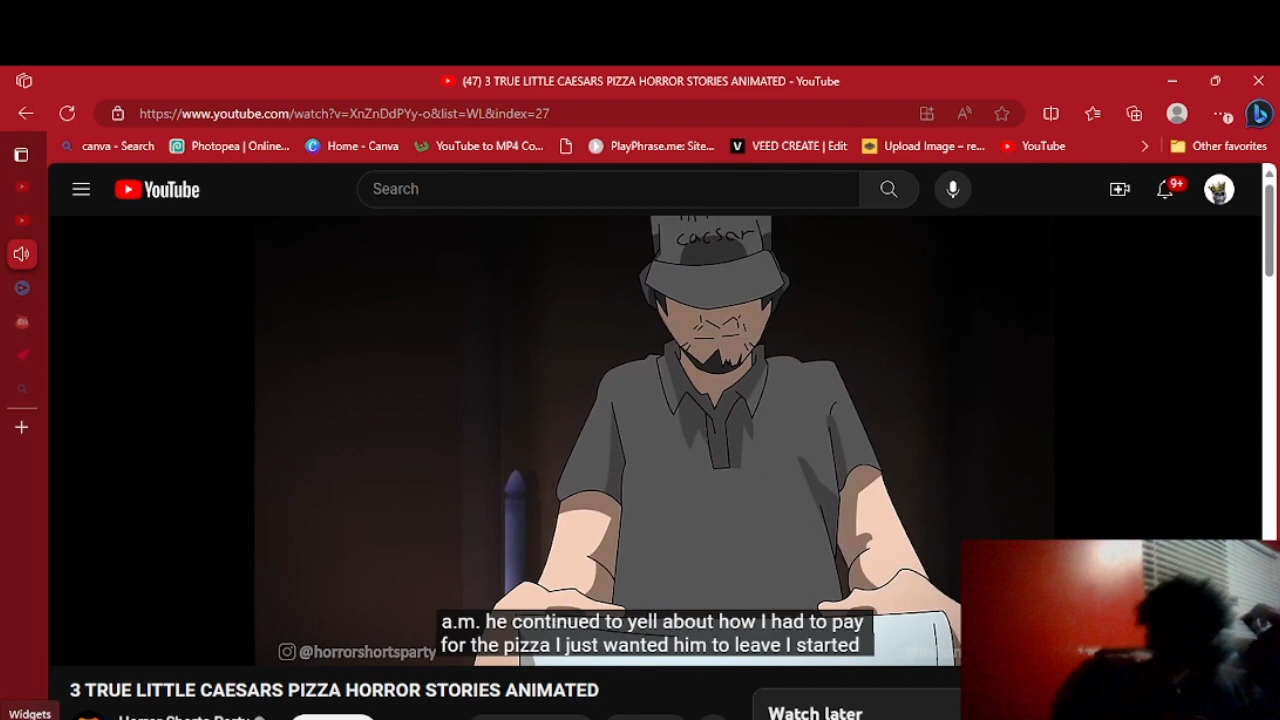 (47) 3 TRUE LITTLE CAESARS PIZZA HORROR STORIES ANIMATED - YouTube
https://www.youtube.com/watch?v=XnZnDdPYy-o&list=WL&index=27
canva - Search
Photopea | Online...
Home - Canva
YouTube to MP4 Co...
PlayPhrase.me: Site...
VEED CREATE | Edit
Upload Image – re...
YouTube
Other favorites
YouTube
Search
9+
caesar
a.m. he continued to yell about how I had to pay
for the pizza I just wanted him to leave I started
@horrorshortsparty
3 TRUE LITTLE CAESARS PIZZA HORROR STORIES ANIMATED
Horror Shorts Party
Watch later
Widgets